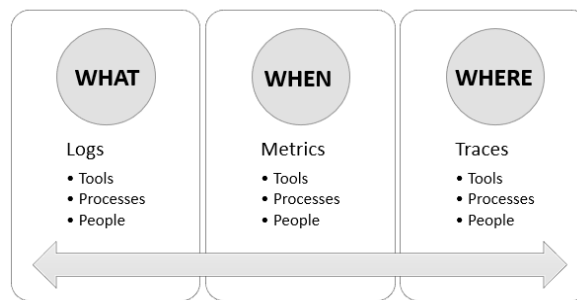 WHAT
Logs
• Tools
• Processes
• People
WHEN
Metrics
• Tools
• Processes
• People
WHERE
Traces
• Tools
• Processes
• People